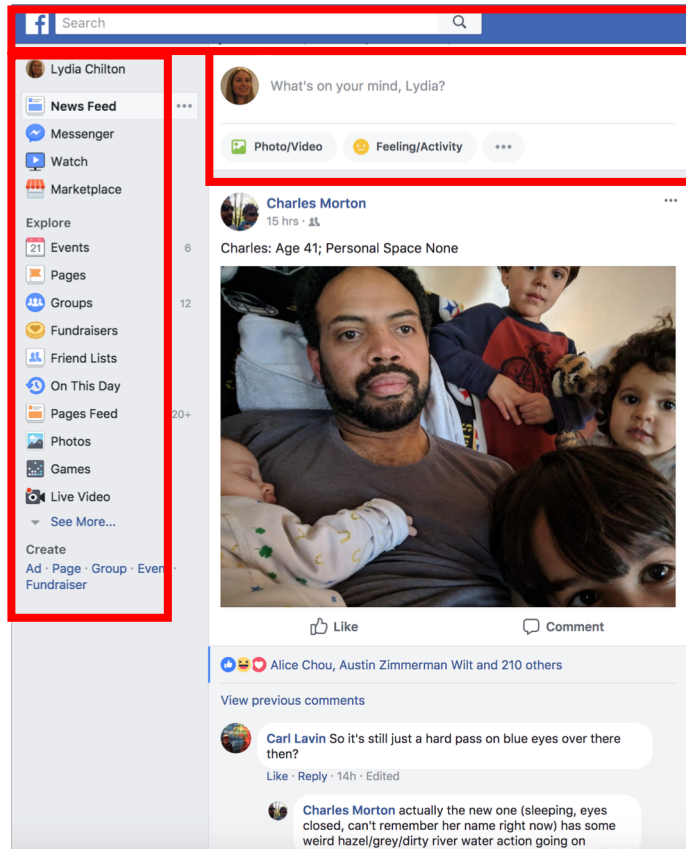 f Search
Lydia Chilton
News Feed
Messenger
Watch
Marketplace
Explore
21 Events 6
Pages
Groups 12
Fundraisers
Friend Lists
On This Day
Pages Feed 20+
Photos
Games
Live Video
See More...
Create
Ad · Page · Group · Event ·
Fundraiser
What's on your mind, Lydia?
Photo/Video Feeling/Activity
Charles Morton
15 hrs ·
Charles: Age 41; Personal Space None
Like Comment
Alice Chou, Austin Zimmerman Wilt and 210 others
View previous comments
Carl Lavin So it's still just a hard pass on blue eyes over there
then?
Like · Reply · 14h · Edited
Charles Morton actually the new one (sleeping, eyes
closed, can't remember her name right now) has some
weird hazel/grey/dirty river water action going on